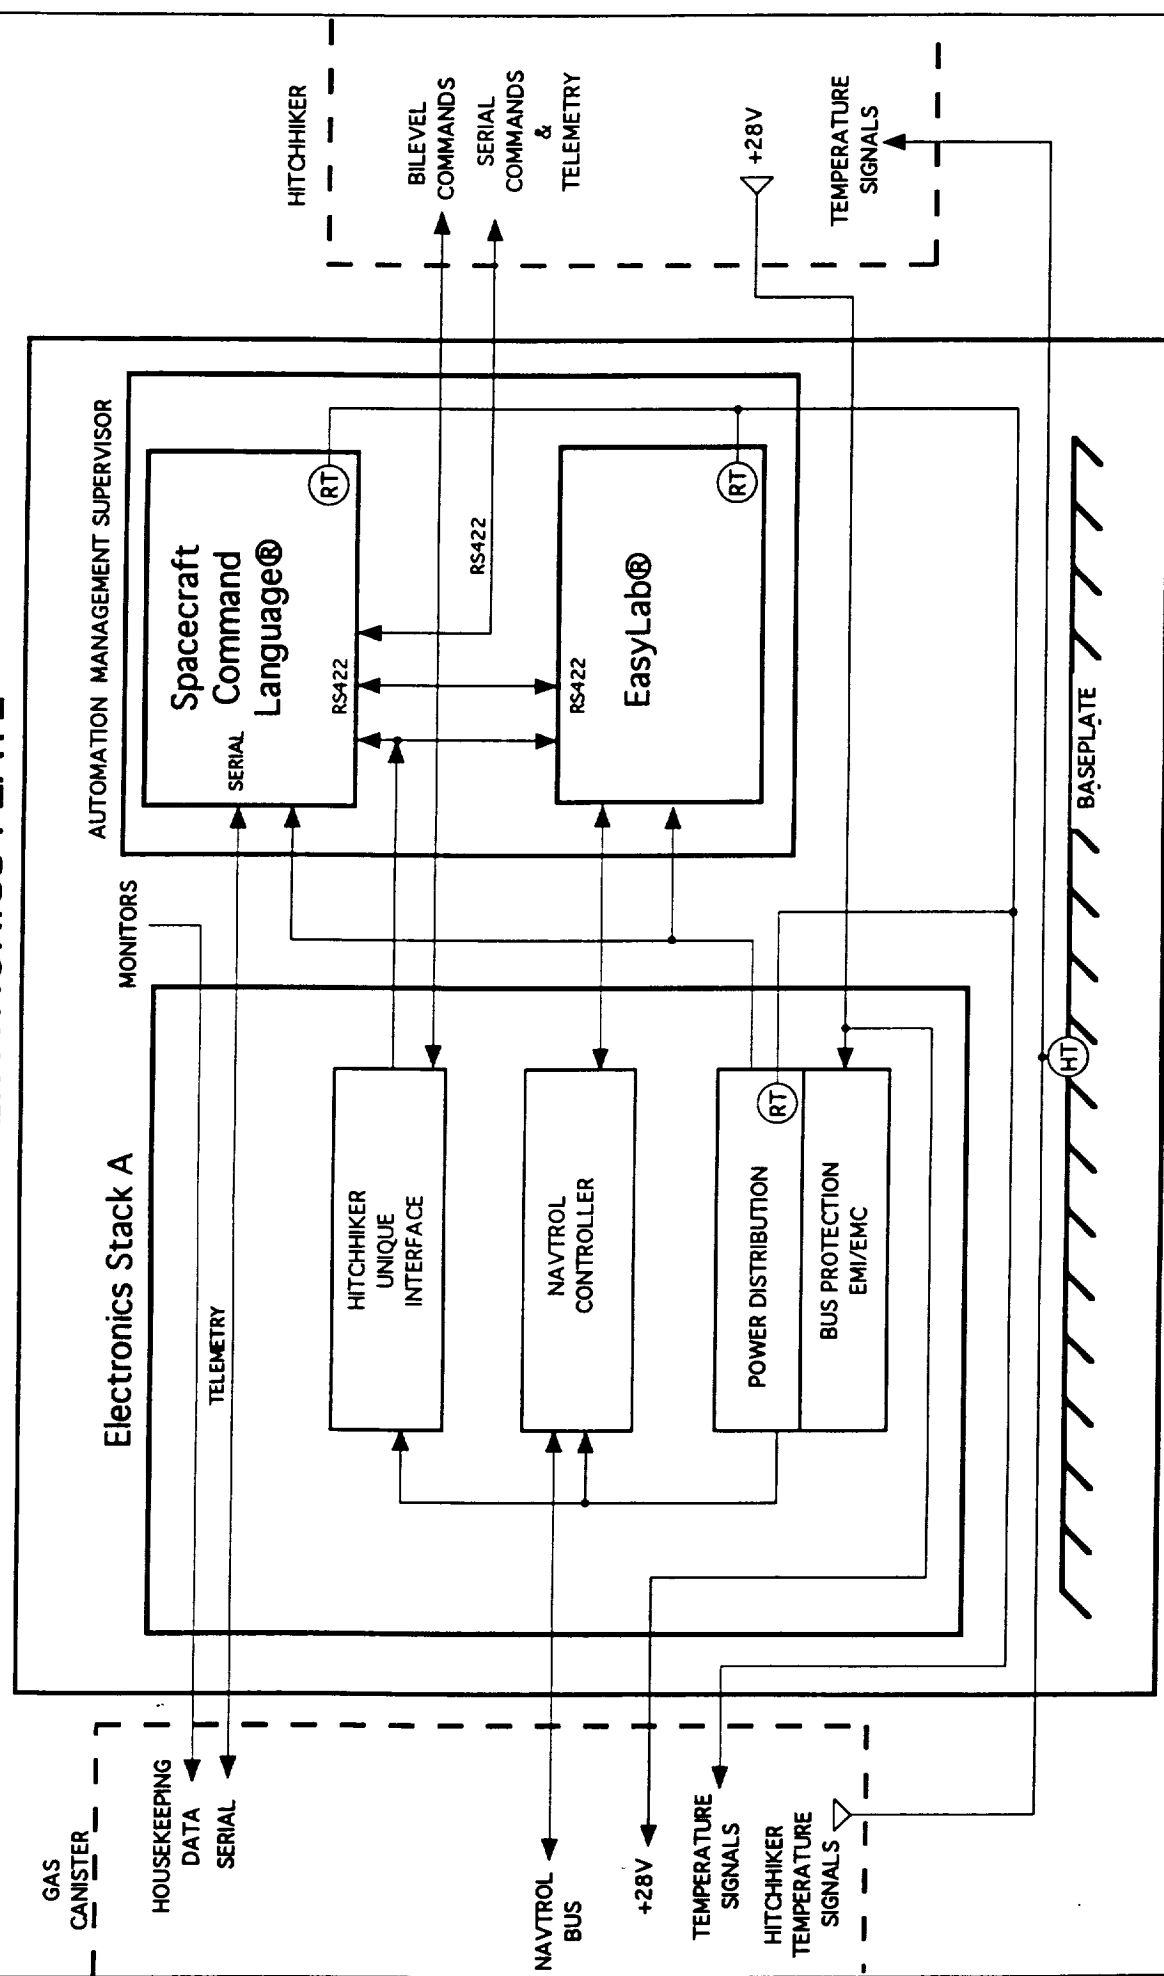 GAS
CANISTER
HOUSEKEEPING
DATA
SERIAL
NAVTROL
BUS
+28V
TEMPERATURE
SIGNALS
HITCHHIKER
TEMPERATURE
SIGNALS
Electronics Stack A
TELEMETRY
HITCHHIKER
UNIQUE
INTERFACE
NAVTROL
CONTROLLER
POWER DISTRIBUTION
RT
BUS PROTECTION
EMI/EMC
MONITORS
AUTOMATION MANAGEMENT SUPERVISOR
Spacecraft
Command
Language®
SERIAL
RS422
RT
RS422
RS422
EasyLab®
RT
HT
BASEPLATE
HITCHHIKER
BILEVEL
COMMANDS
SERIAL
COMMANDS
&
TELEMETRY
+28V
TEMPERATURE
SIGNALS